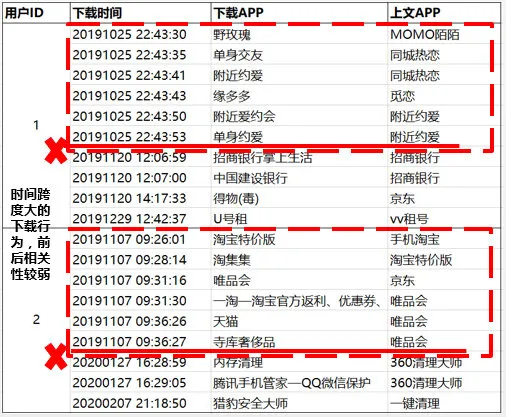 用户ID 下载时间 下载APP 上文APP
20191025 22:43:30 野玫瑰 MOMO陌陌
20191025 22:43:35 单身交友 同城热恋
20191025 22:43:41 附近约爱 同城热恋
20191025 22:43:43 缘多多 觅恋
20191025 22:43:50 附近爱约会 附近约爱
1 20191025 22:43:53 单身约爱 附近约爱
20191120 12:06:59 招商银行掌上生活 招商银行
20191120 12:07:00 中国建设银行 招商银行
20191120 14:17:33 得物(毒) 京东
20191229 12:42:37 U号租 vv租号
时间跨
度大的
下载行
为，前
后相关
性较弱
20191107 09:26:01 淘宝特价版 手机淘宝
20191107 09:28:14 淘集集 淘宝特价版
20191107 09:31:16 唯品会 京东
20191107 09:31:30 一淘—淘宝官方返利、优惠券、 唯品会
2 20191107 09:36:26 天猫 唯品会
20191107 09:36:27 寺库奢侈品 唯品会
20200127 16:28:59 内存清理 360清理大师
20200127 16:29:05 腾讯手机管家—QQ微信保护 360清理大师
20200207 21:18:50 猎豹安全大师 一键清理